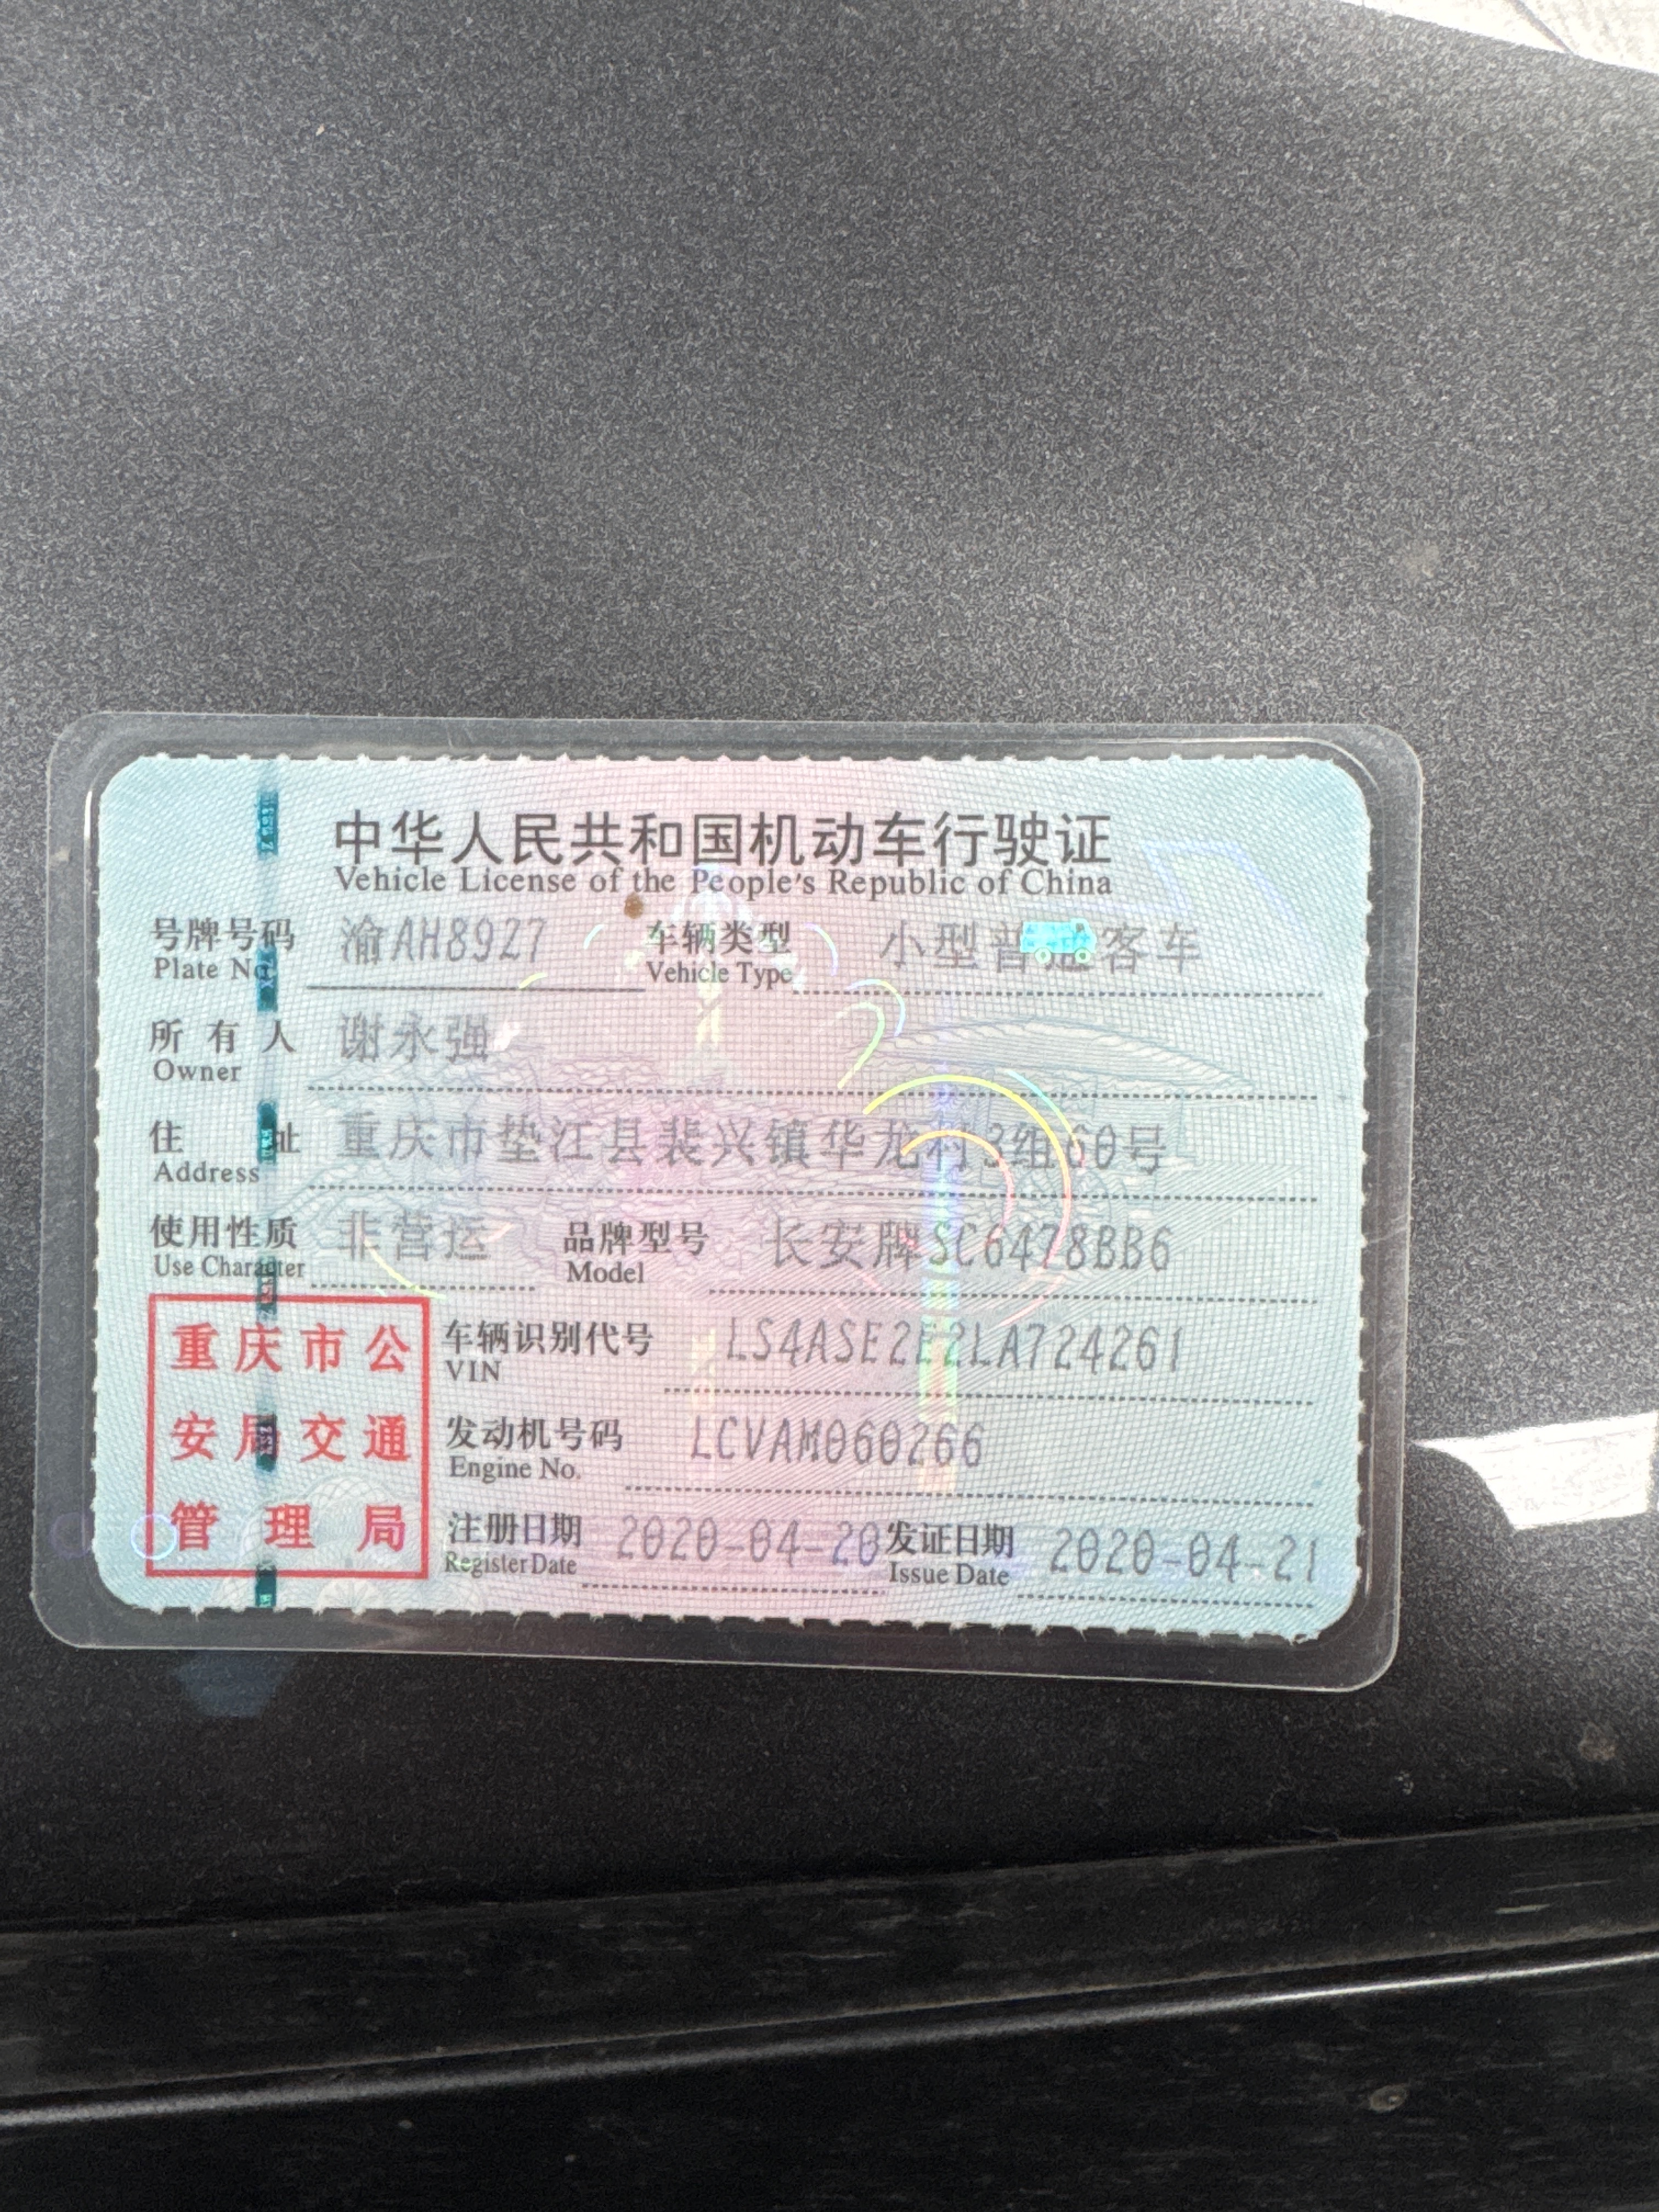 中华人民共和国机动车行驶证
Vehicle License of the People's Republic of China
号牌号码 渝AH8927 车辆类型 小型普通客车
Plate No. Vehicle Type
所有人 谢永强
Owner
住址 重庆市垫江县裴兴镇华龙村3组60号
Address
使用性质 非营运 品牌型号 长安牌SC6478BB6
Use Character Model
重庆市公 车辆识别代号 LS4ASE2E2LA724261
VIN
安局交通 发动机号码 LCVAM060266
Engine No.
管理局 注册日期 2020-04-20 发证日期 2020-04-21
Register Date Issue Date